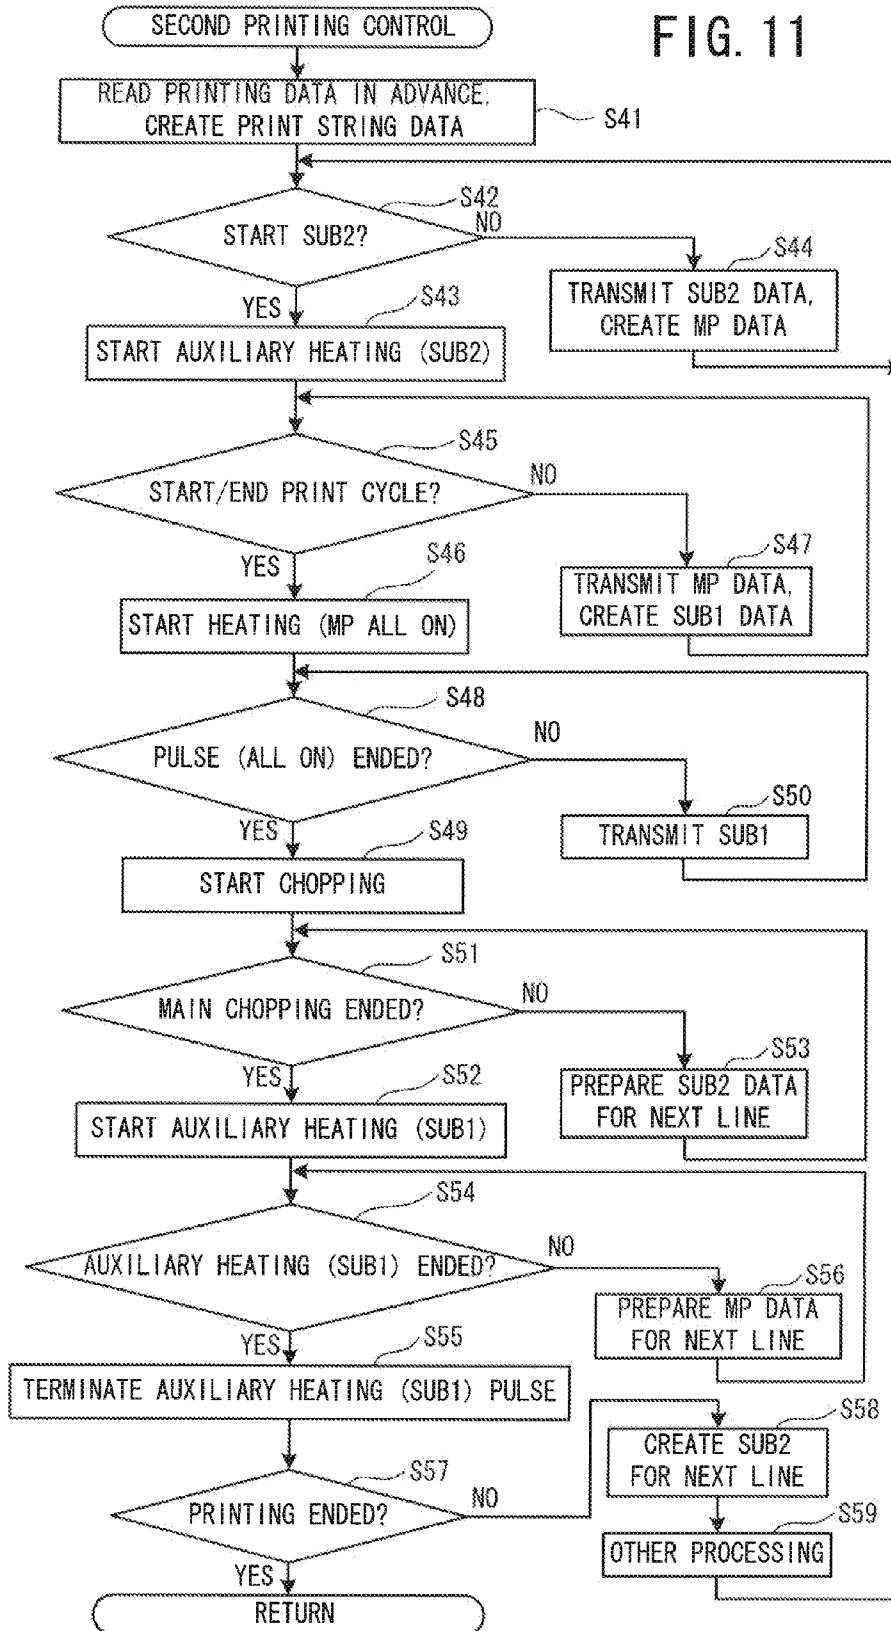 SECOND PRINTING CONTROL
FIG. 11
READ PRINTING DATA IN ADVANCE,
CREATE PRINT STRING DATA
S41
S42
START SUB2?
NO
YES
S44
TRANSMIT SUB2 DATA,
CREATE MP DATA
S43
START AUXILIARY HEATING (SUB2)
S45
START/END PRINT CYCLE?
NO
YES
S47
TRANSMIT MP DATA,
CREATE SUB1 DATA
S46
START HEATING (MP ALL ON)
S48
PULSE (ALL ON) ENDED?
NO
YES
S50
TRANSMIT SUB1
S49
START CHOPPING
S51
MAIN CHOPPING ENDED?
NO
YES
S53
PREPARE SUB2 DATA
FOR NEXT LINE
S52
START AUXILIARY HEATING (SUB1)
S54
AUXILIARY HEATING (SUB1) ENDED?
NO
YES
S56
PREPARE MP DATA
FOR NEXT LINE
S55
TERMINATE AUXILIARY HEATING (SUB1) PULSE
S57
PRINTING ENDED?
NO
YES
S58
CREATE SUB2
FOR NEXT LINE
S59
OTHER PROCESSING
RETURN